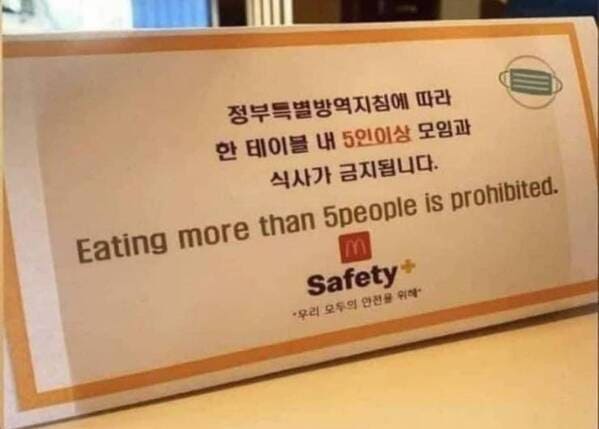 정부특별방역지침에 따라
한 테이블 내 5인이상 모임과
식사가 금지됩니다.
Eating more than 5people is prohibited.
M
Safety+
"우리 모두의 안전을 위해"